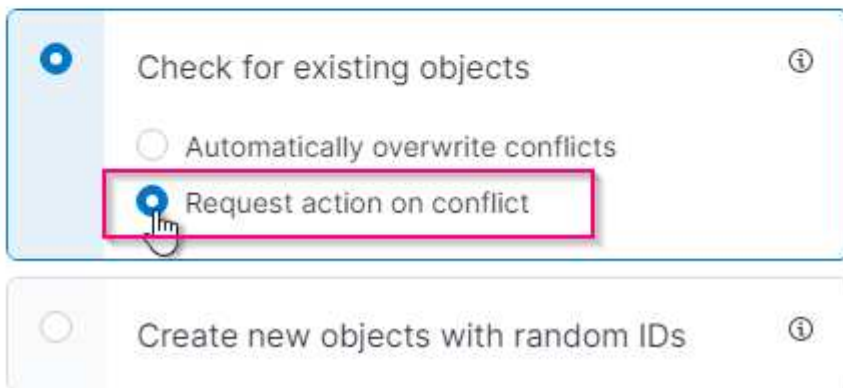 Check for existing objects
Automatically overwrite conflicts
Request action on conflict
Create new objects with random IDs